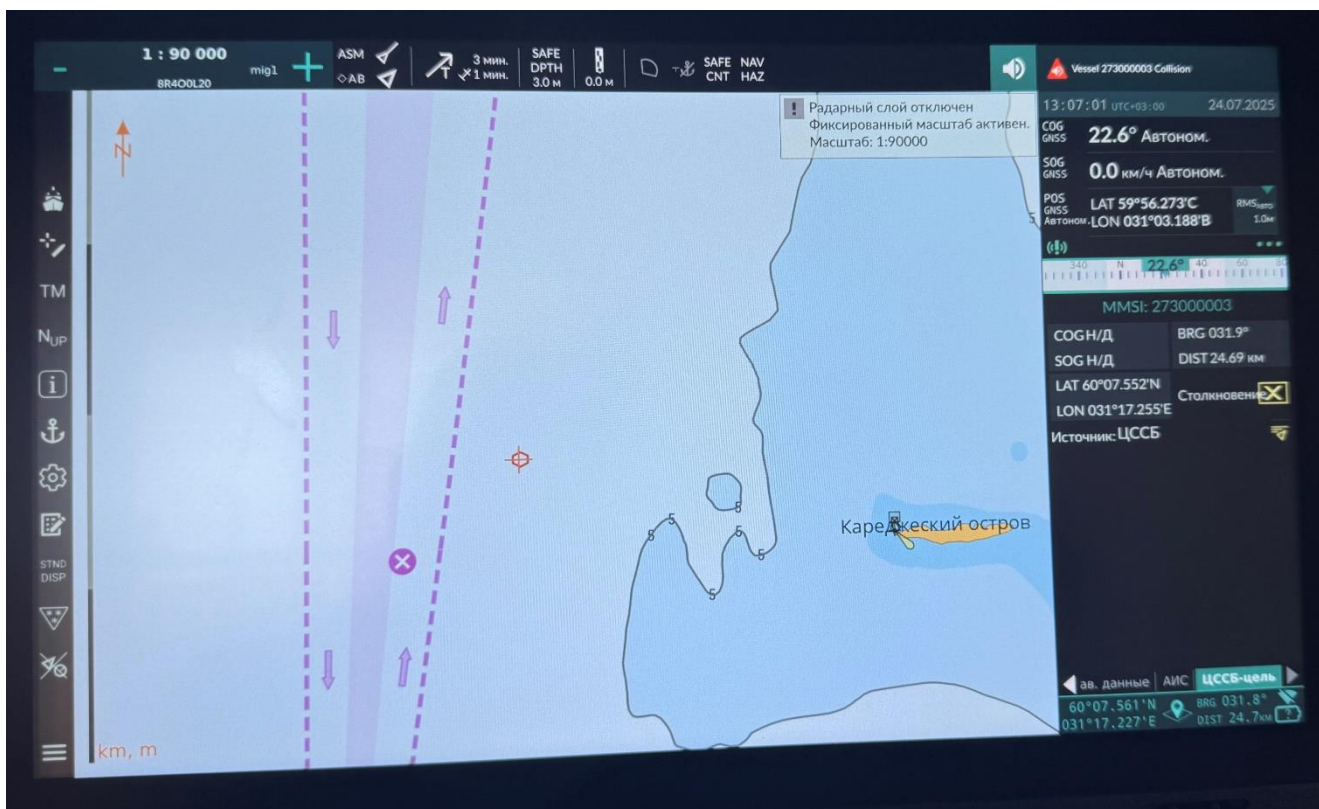 1 : 90 000
8R4O0L20
mig1
ASM
AB
T
3 мин.
1 мин.
SAFE
DPTH
3.0 м
0.0 м
SAFE NAV
CNT HAZ
Vessel 273000003 Collision
! Радарный слой отключен
Фиксированный масштаб активен.
Масштаб: 1:90000
N
13:07:01 UTC+03:00 24.07.2025
COG
GNSS
22.6° Автоном.
SOG
GNSS
0.0 км/ч Автоном.
POS
GNSS
Автоном.
LAT 59°56.273'С
LON 031°03.188'В
1.0м
340 N 22.6° 40 60 80
MMSI: 273000003
COG Н/Д BRG 031.9°
SOG Н/Д DIST 24.69 км
LAT 60°07.552'N
LON 031°17.255'E
Столкновение
Источник: ЦССБ
TM
NUP
i
STND
DISP
5
5
5
5
5
5
5
Кареджеский остров
km, m
ав. данные АИС ЦССБ-цель
60°07.561'N
031°17.227'E
BRG 031.8°
DIST 24.7км
?